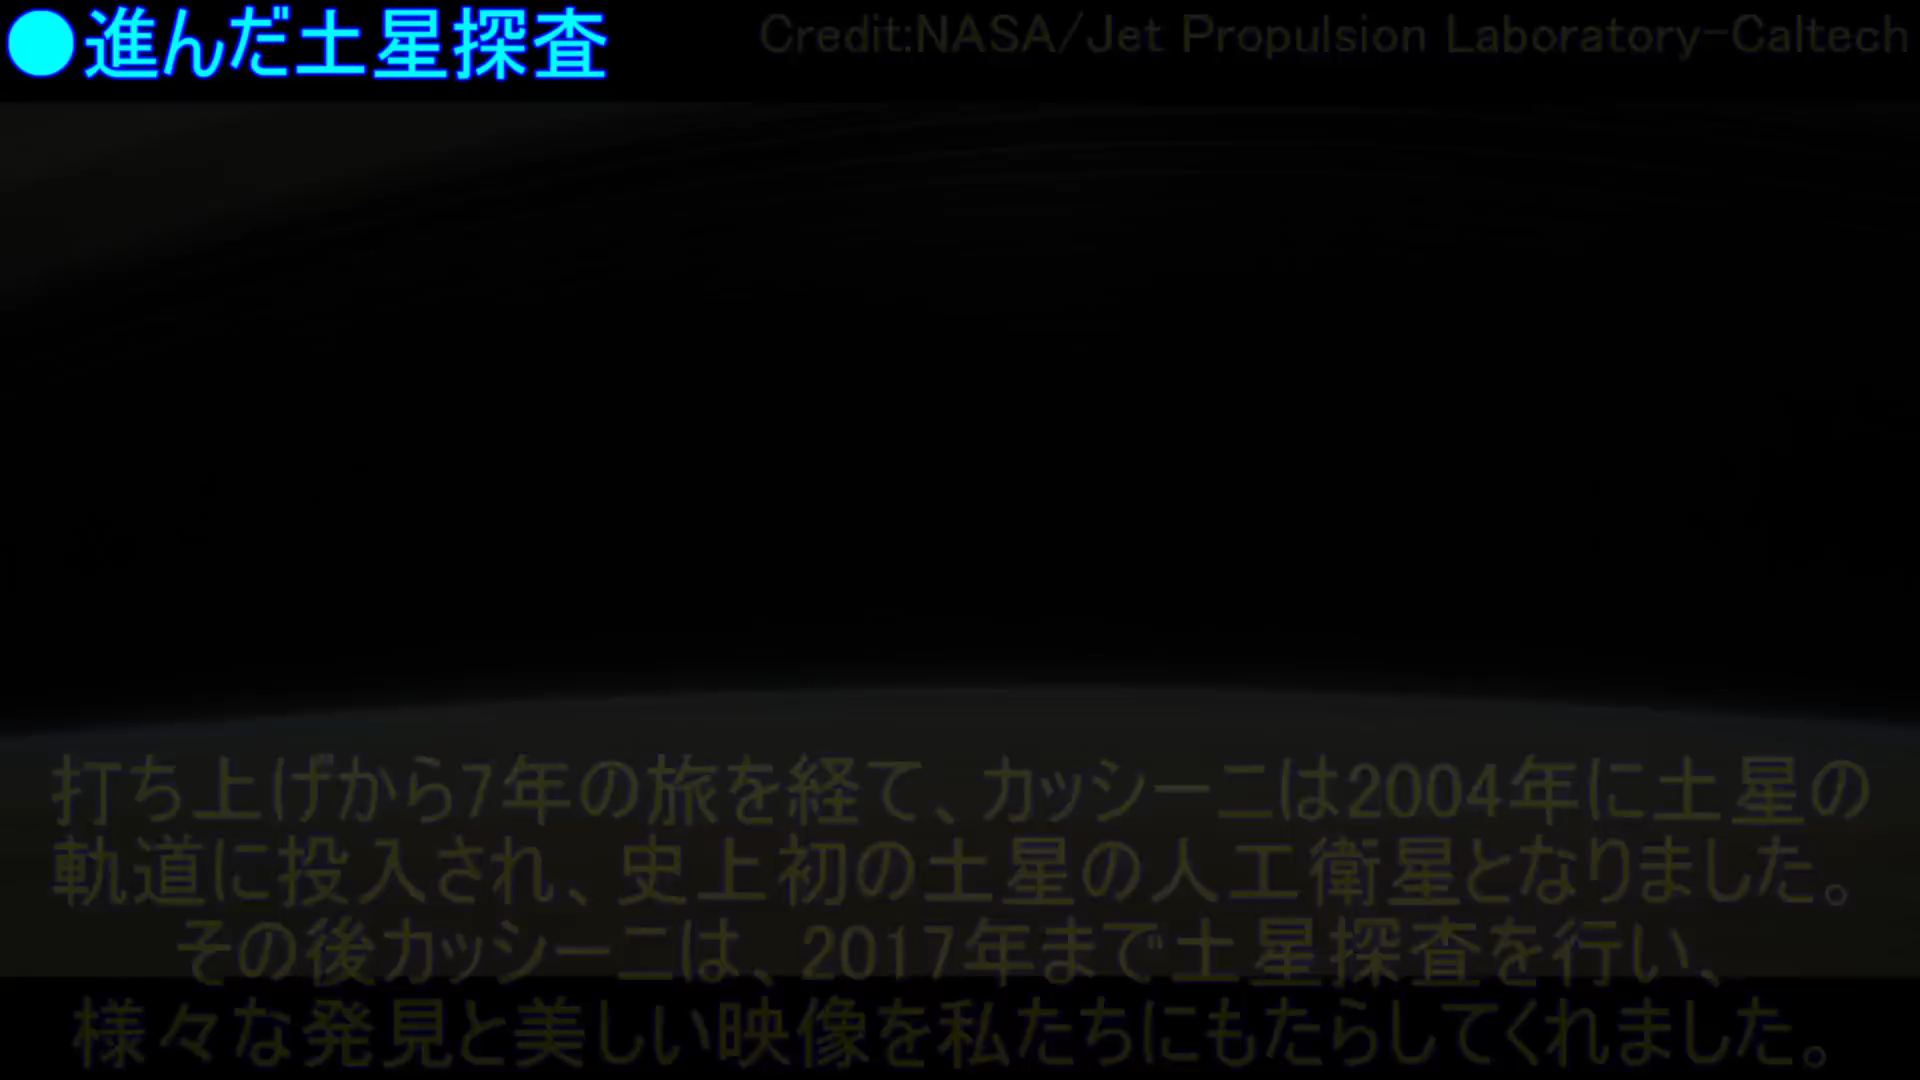 ●進んだ土星探査
Credit:NASA/Jet Propulsion Laboratory-Caltech
打ち上げから7年の旅を経て、カッシーニは2004年に土星の
軌道に投入され、史上初の土星の人工衛星となりました。
その後カッシーニは、2017年まで土星探査を行い、
様々な発見と美しい映像を私たちにもたらしてくれました。